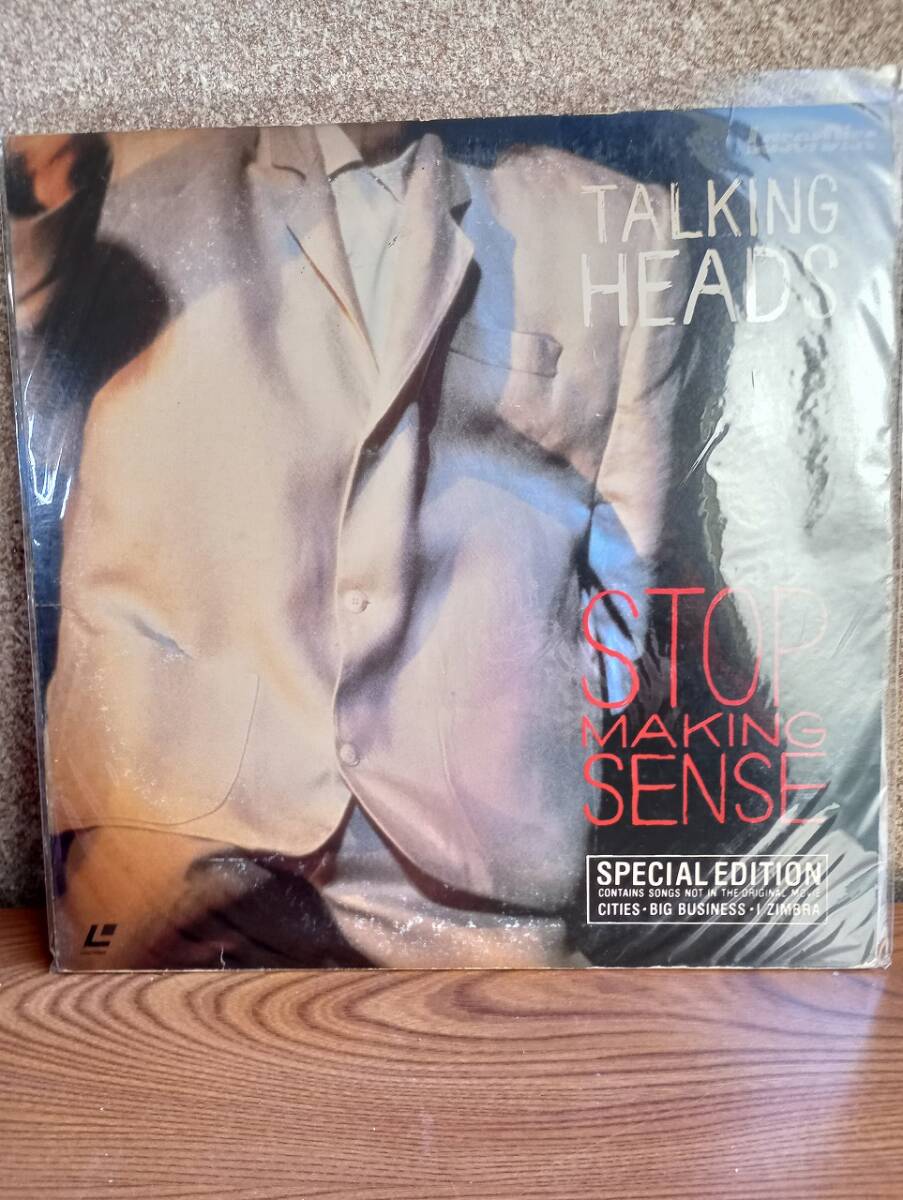 LaserDisc
TALKING
HEADS
STOP
MAKING
SENSE
SPECIAL EDITION
CONTAINS SONGS NOT IN THE ORIGINAL MOVIE
CITIES • BIG BUSINESS • I ZIMBRA